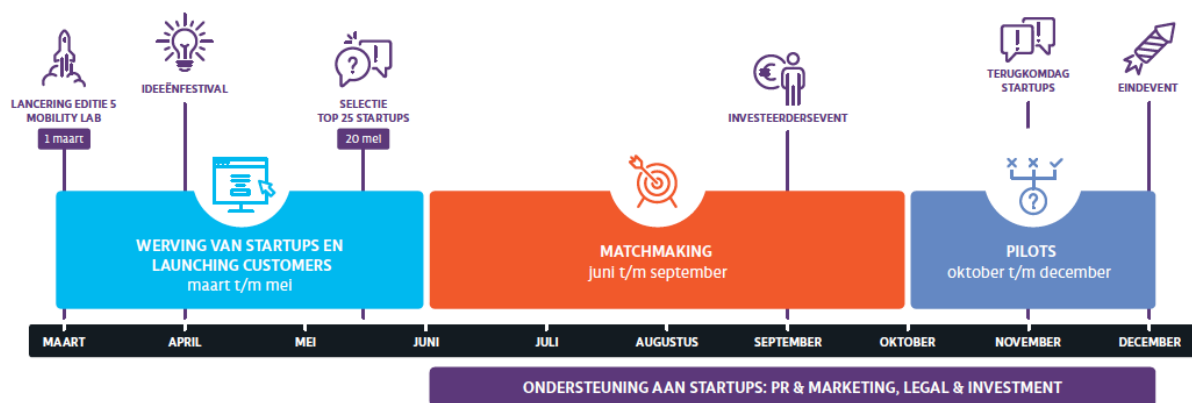 LANCERING EDITIE 5
MOBILITY LAB
1 maart
IDEEËNFESTIVAL
SELECTIE
TOP 25 STARTUPS
20 mei
INVESTEERDERSEVENT
TERUGKOMDAG
STARTUPS
EINDEVENT
WERVING VAN STARTUPS EN
LAUNCHING CUSTOMERS
maart t/m mei
MATCHMAKING
juni t/m september
PILOTS
oktober t/m december
MAART APRIL MEI JUNI JULI AUGUSTUS SEPTEMBER OKTOBER NOVEMBER DECEMBER
ONDERSTEUNING AAN STARTUPS: PR & MARKETING, LEGAL & INVESTMENT